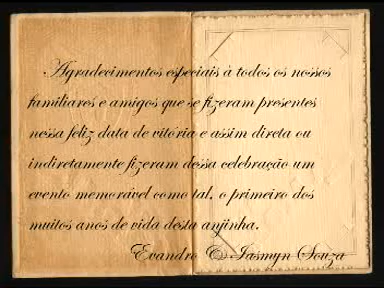 Agradecimentos especiais à todos os nossos
familiares e amigos que se fizeram presentes
nessa feliz data de vitória e assim direta ou
indiretamente fizeram dessa celebração um
evento memorável como tal, o primeiro dos
muitos anos de vida desta anjinha.
Evandro E Iasmyn Souza